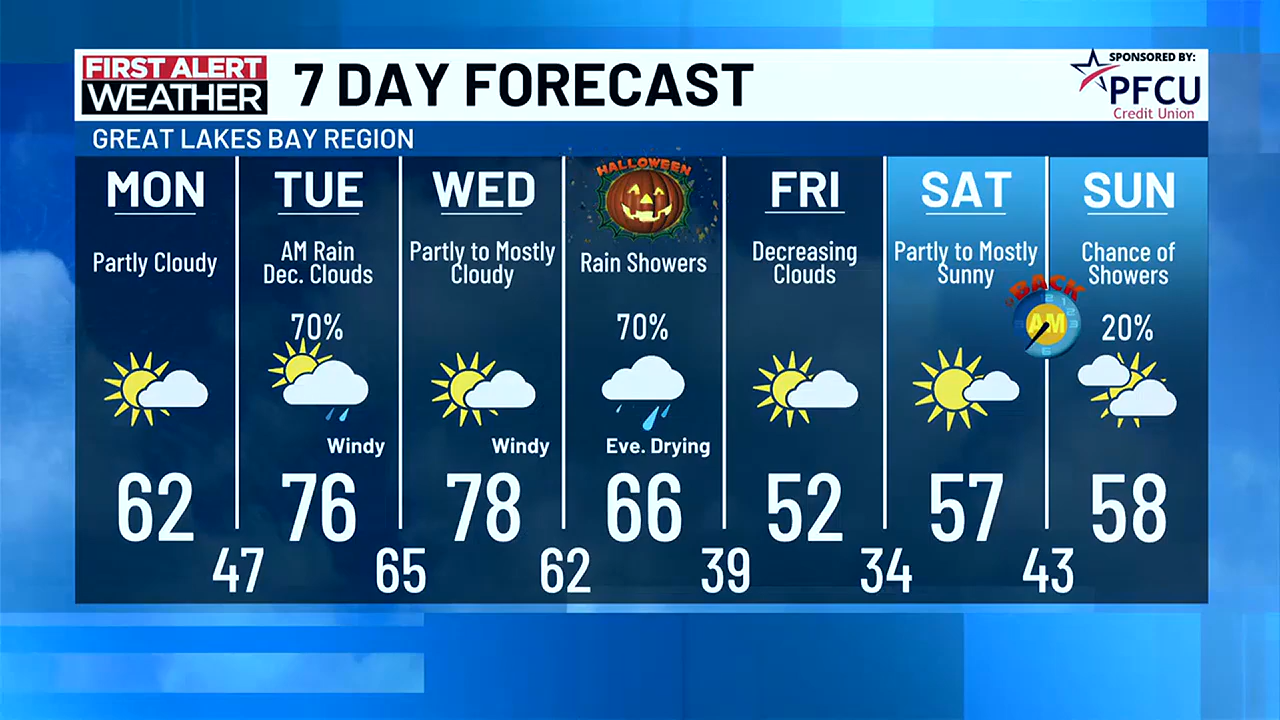 FIRST ALERT
WEATHER
7 DAY FORECAST
SPONSORED BY:
PFCU
Credit Union
GREAT LAKES BAY REGION
MON
Partly Cloudy
62
47
TUE
AM Rain
Dec. Clouds
70%
Windy
76
65
WED
Partly to Mostly
Cloudy
Windy
78
62
HALLOWEEN
Rain Showers
70%
Eve. Drying
66
39
FRI
Decreasing
Clouds
52
34
SAT
Partly to Mostly
Sunny
57
43
BACK
AM
SUN
Chance of
Showers
20%
58